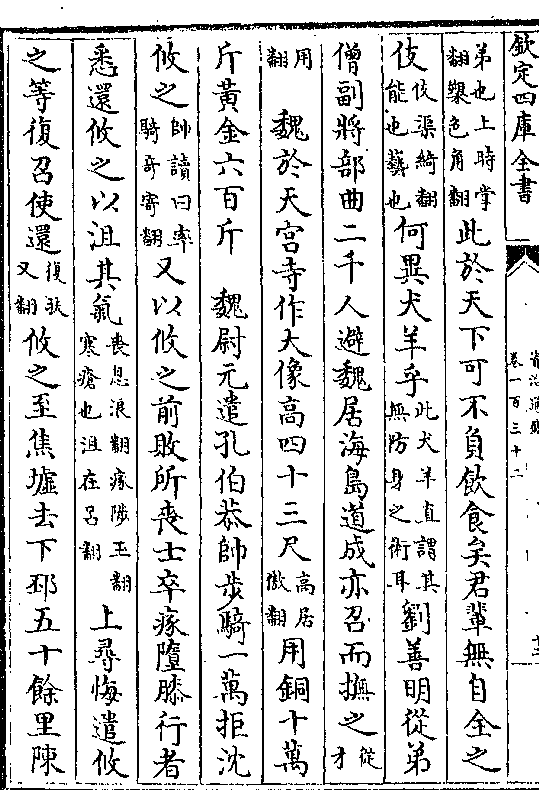 欽定四庫全書
資治通鑑
卷一百三十二
弟也上時掌翻槊色角翻此於天下可不負飲食矣君輩無自全之
伎伎渠綺翻能也藝也何異犬羊乎此犬羊直謂其無防身之術耳劉善明從弟
僧副將部曲二千人避魏居海島道成亦召而撫之從才
用翻 魏於天宮寺作大像高四十三尺高居傲翻用銅十萬
斤黃金六百斤 魏尉元遣孔伯恭帥步騎一萬拒沈
攸之帥讀曰率騎奇寄翻又以攸之前敗所喪士卒瘃墮膝行者
悉還攸之以沮其氣喪息浪翻瘃陟玉翻寒瘡也沮在呂翻上尋悔遣攸
之等復召使還復扶又翻攸之至焦墟去下邳五十餘里陳